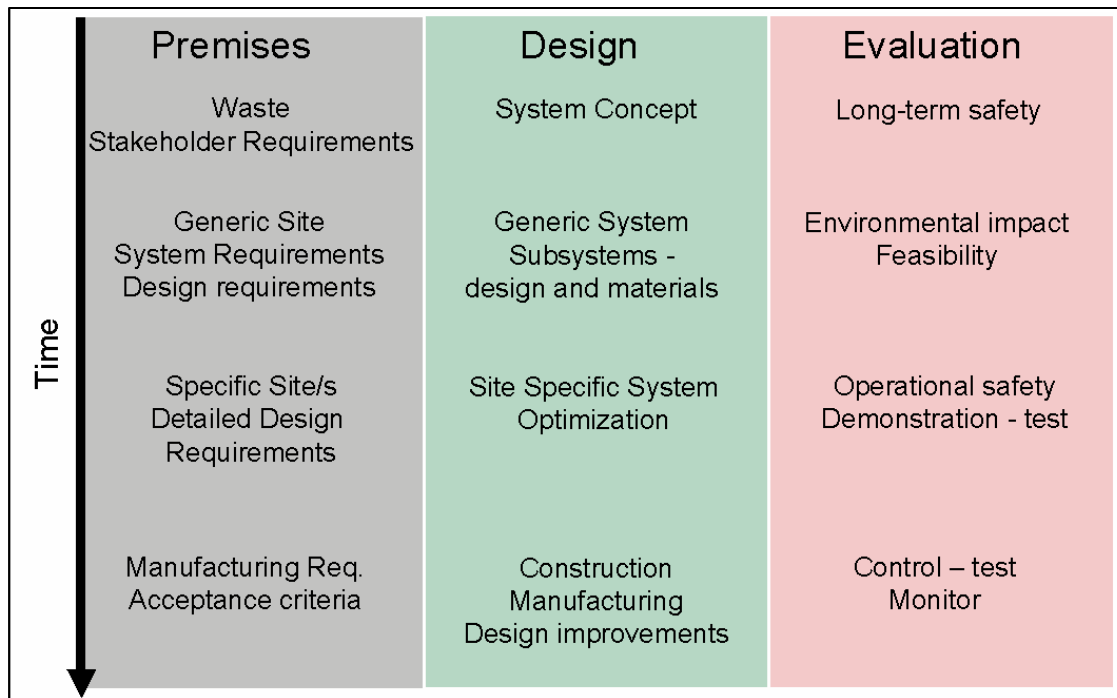 Time
Premises
Waste
Stakeholder Requirements
Generic Site
System Requirements
Design requirements
Specific Site/s
Detailed Design
Requirements
Manufacturing Req.
Acceptance criteria
Design
System Concept
Generic System
Subsystems -
design and materials
Site Specific System
Optimization
Construction
Manufacturing
Design improvements
Evaluation
Long-term safety
Environmental impact
Feasibility
Operational safety
Demonstration - test
Control – test
Monitor